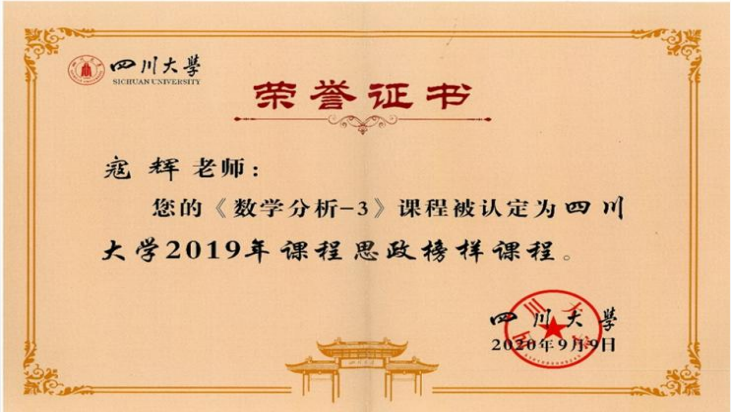 四川大學
SICHUAN UNIVERSITY
荣誉证书
寇辉老师：
您的《数学分析-3》课程被认定为四川
大学2019年课程思政榜样课程。
四川大學
2020年9月9日